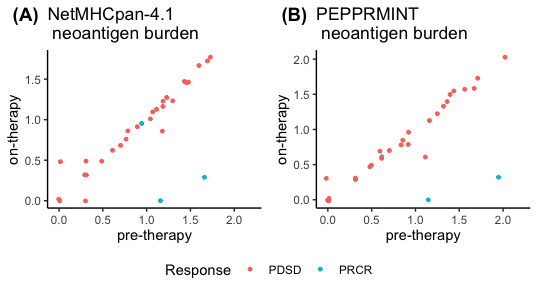 (A) NetMHCpan-4.1
neoantigen burden
(B) PEPPRMINT
neoantigen burden
on-therapy
1.5
1.0
0.5
0.0
0.0 0.5 1.0 1.5 2.0
pre-therapy
on-therapy
2.0
1.5
1.0
0.5
0.0
0.0 0.5 1.0 1.5 2.0
pre-therapy
Response PDSD PRCR